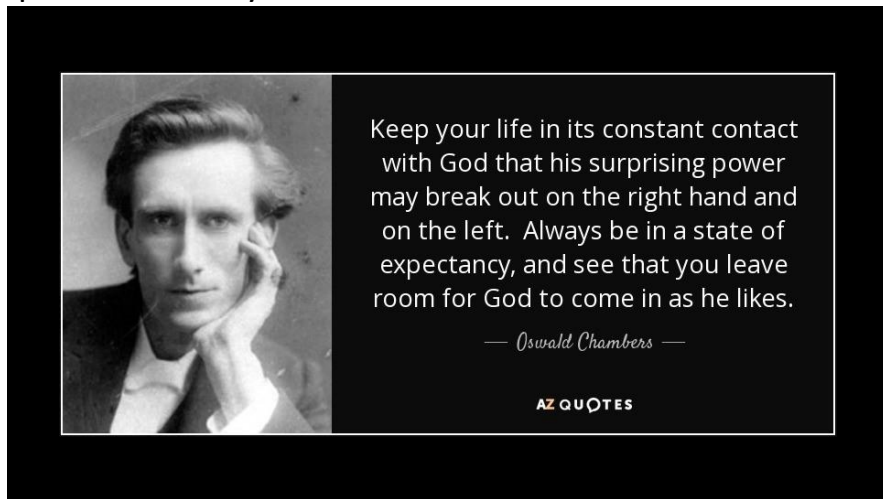 Keep your life in its constant contact
with God that his surprising power
may break out on the right hand and
on the left.  Always be in a state of
expectancy, and see that you leave
room for God to come in as he likes.
— Oswald Chambers —
AZ QUOTES